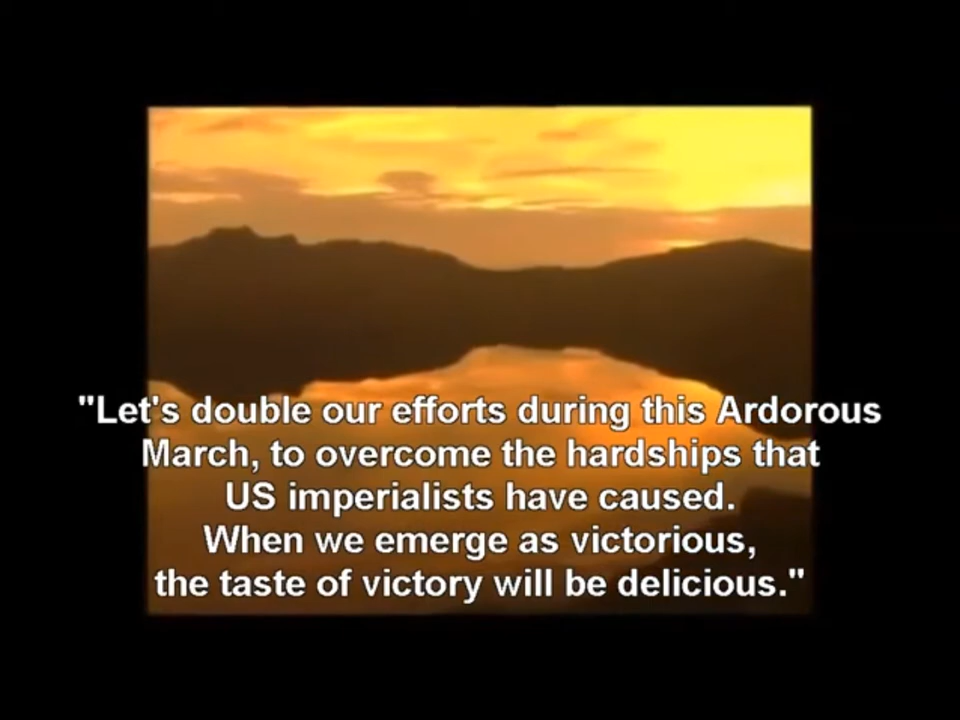 "Let's double our efforts during this Ardorous
March, to overcome the hardships that
US imperialists have caused.
When we emerge as victorious,
the taste of victory will be delicious."